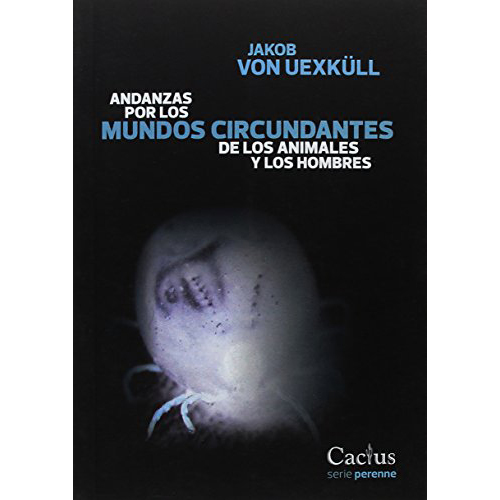 JAKOB
VON UEXKÜLL
ANDANZAS
POR LOS
MUNDOS CIRCUNDANTES
DE LOS ANIMALES
Y LOS HOMBRES
Cactus
serie perenne